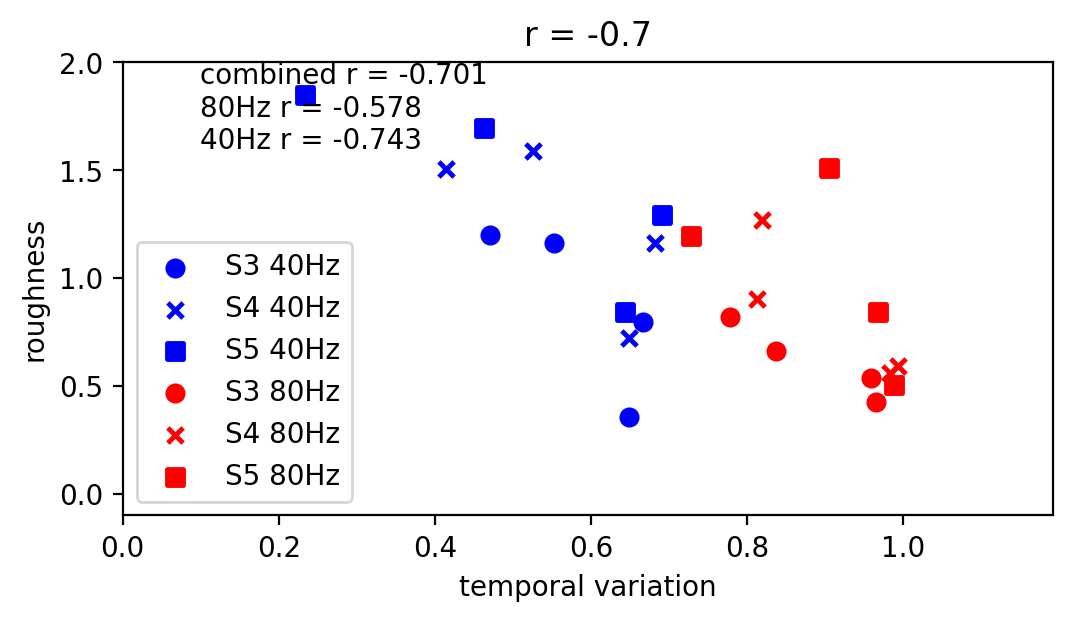 r = -0.7
combined r = -0.701
80Hz r = -0.578
40Hz r = -0.743
2.0
1.5
1.0
0.5
0.0
roughness
S3 40Hz
S4 40Hz
S5 40Hz
S3 80Hz
S4 80Hz
S5 80Hz
0.0 0.2 0.4 0.6 0.8 1.0
temporal variation